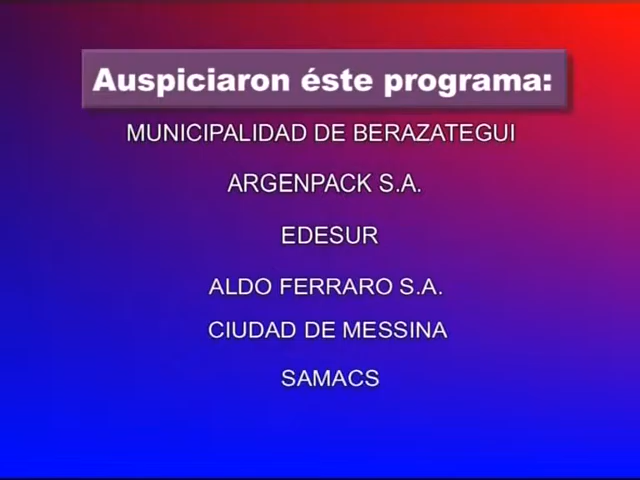 Auspiciaron éste programa:
MUNICIPALIDAD DE BERAZATEGUI
ARGENPACK S.A.
EDESUR
ALDO FERRARO S.A.
CIUDAD DE MESSINA
SAMACS